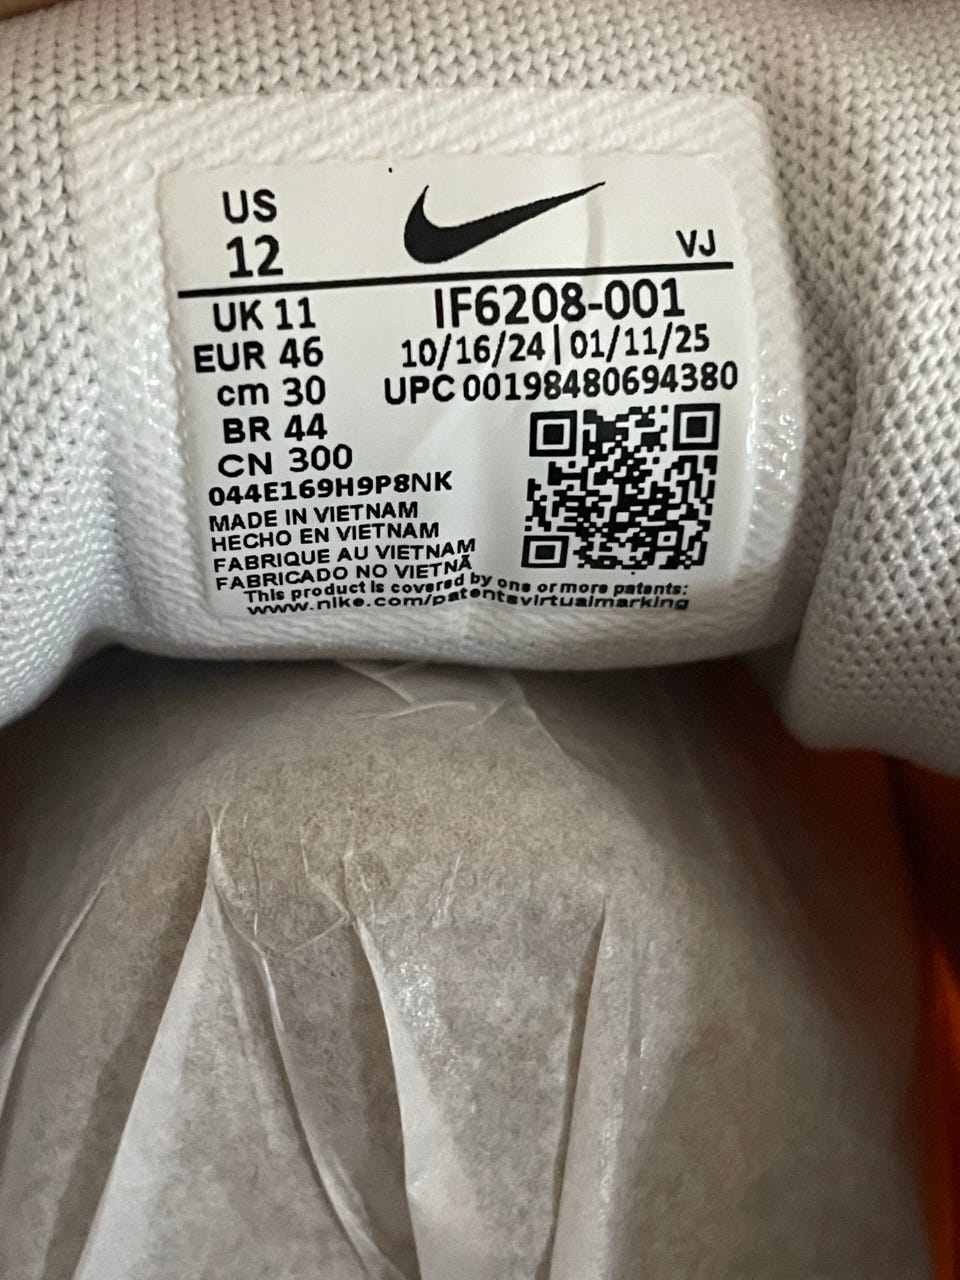 US
12
VJ
UK 11
EUR 46
cm 30
BR 44
CN 300
IF6208-001
10/16/24|01/11/25
UPC 00198480694380
044E169H9P8NK
MADE IN VIETNAM
HECHO EN VIETNAM
FABRIQUE AU VIETNAM
FABRICADO NO VIETNÃ
This product is covered by one or more patents:
www.nike.com/patentsvirtualmarking